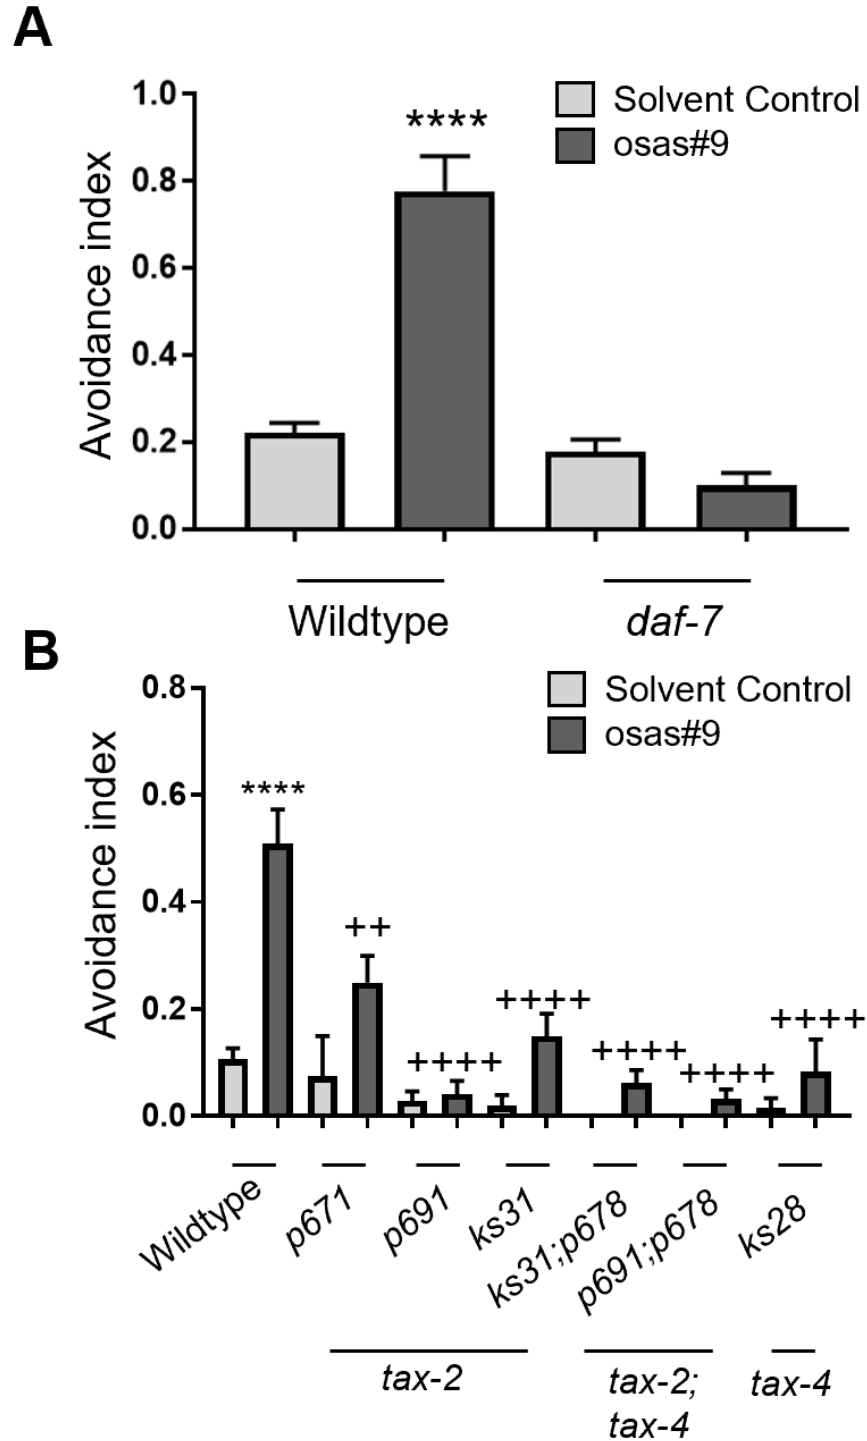 A
Avoidance index
1.0
0.8
0.6
0.4
0.2
0.0
****
Solvent Control
osas#9
Wildtype
daf-7
B
Avoidance index
0.8
0.6
0.4
0.2
0.0
Solvent Control
osas#9
****
++
++++
++++
++++
++++
++++
Wildtype
p671
p691
ks31
ks31;p678
p691;p678
ks28
tax-2
tax-2;
tax-4
tax-4